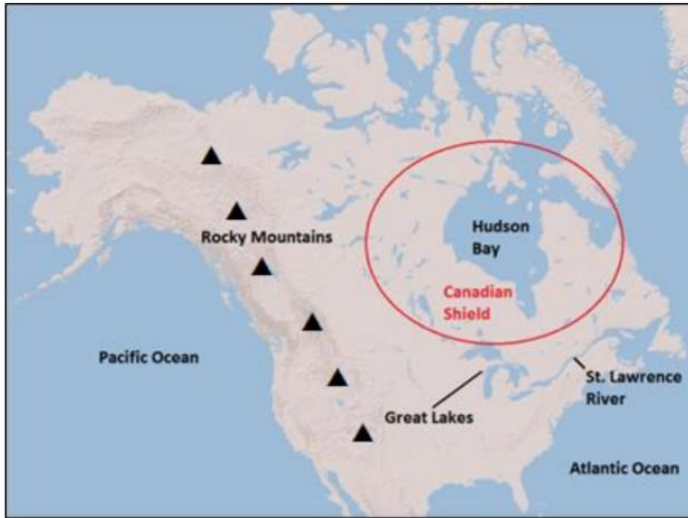 Hudson
Bay
Rocky Mountains
Canadian
Shield
Pacific Ocean
St. Lawrence
River
Great Lakes
Atlantic Ocean